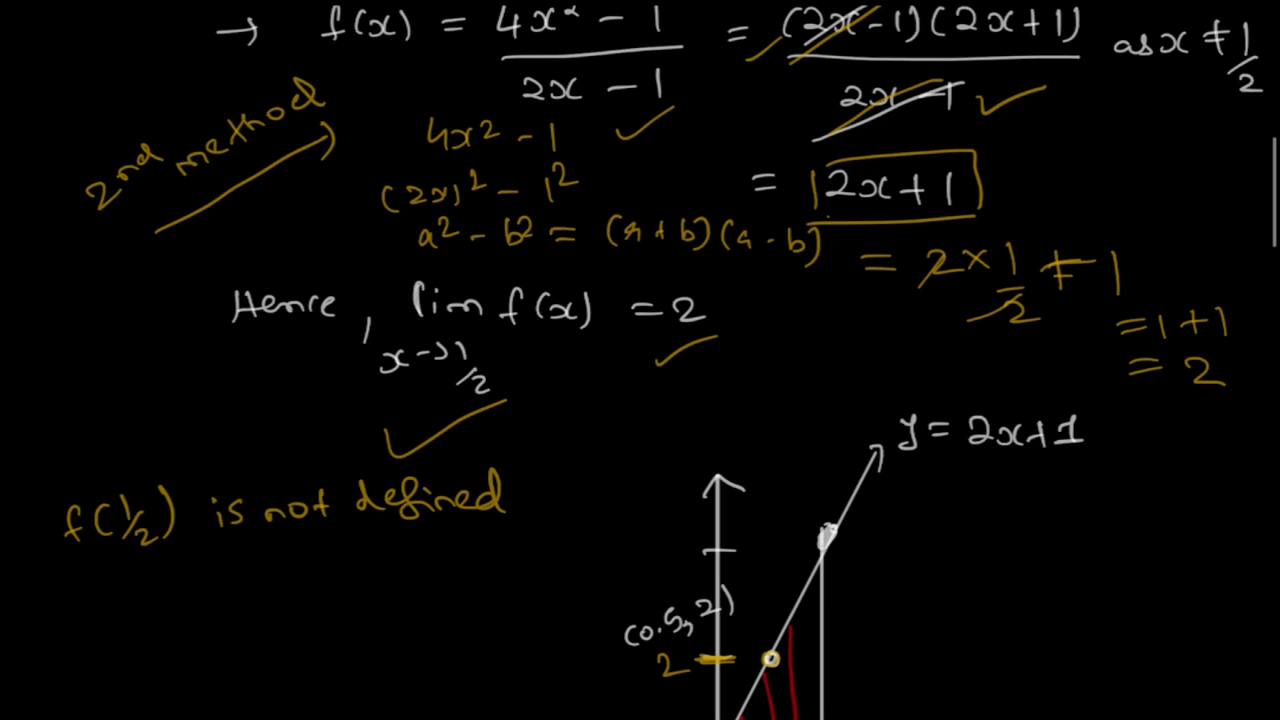 → f(x) = 4x² - 1 / 2x - 1 = (2x-1)(2x+1) / 2x-1 as x ≠ 1/2
2nd method
4x² - 1
(2x)² - 1²
= 2x+1
a² - b² = (a+b)(a-b)
= 2 × 1/2 + 1
= 1 + 1
= 2
Hence, lim f(x) = 2
x→1/2
y = 2x+1
f(1/2) is not defined
(0.5, 2)
2